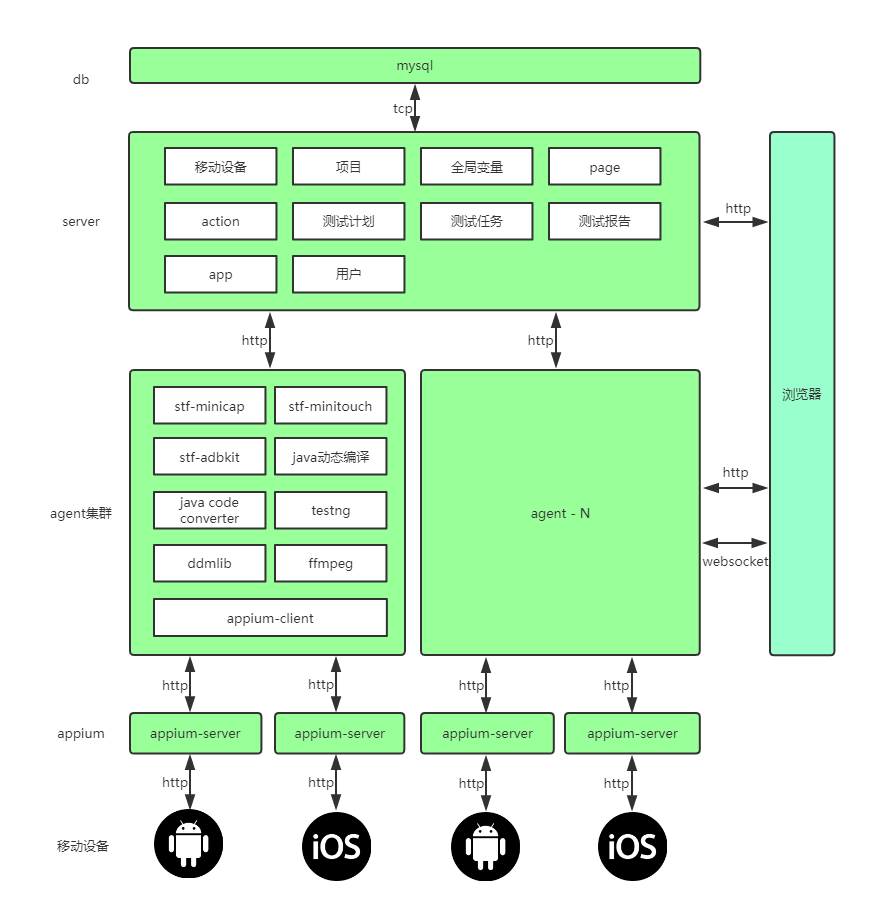 mysql
db
tcp
移动设备
项目
全局变量
page
http
server
action
测试计划
测试任务
测试报告
app
用户
http
http
stf-minicap
stf-minitouch
浏览器
stf-adbkit
java动态编译
http
java code
converter
testng
agent集群
agent - N
ddmlib
ffmpeg
websocket
appium-client
http
http
http
http
appium
appium-server
appium-server
appium-server
appium-server
http
http
http
http
移动设备
iOS
iOS